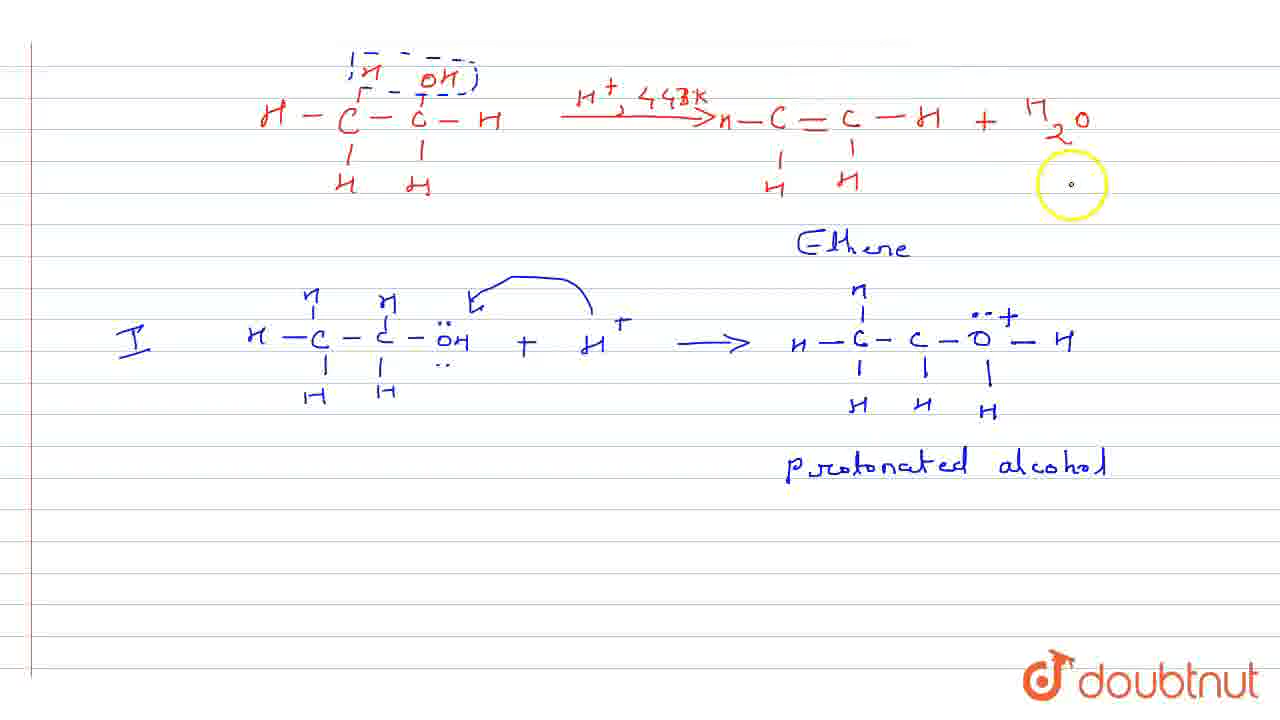 H OH
H - C - C - H H+, 443K H - C = C - H + H2O
H H H H
Ethene
H H H
I H - C - C - ÖH + H+ → H - C - C - Ö+ - H
H H H H H
protonated alcohol
doubtnut